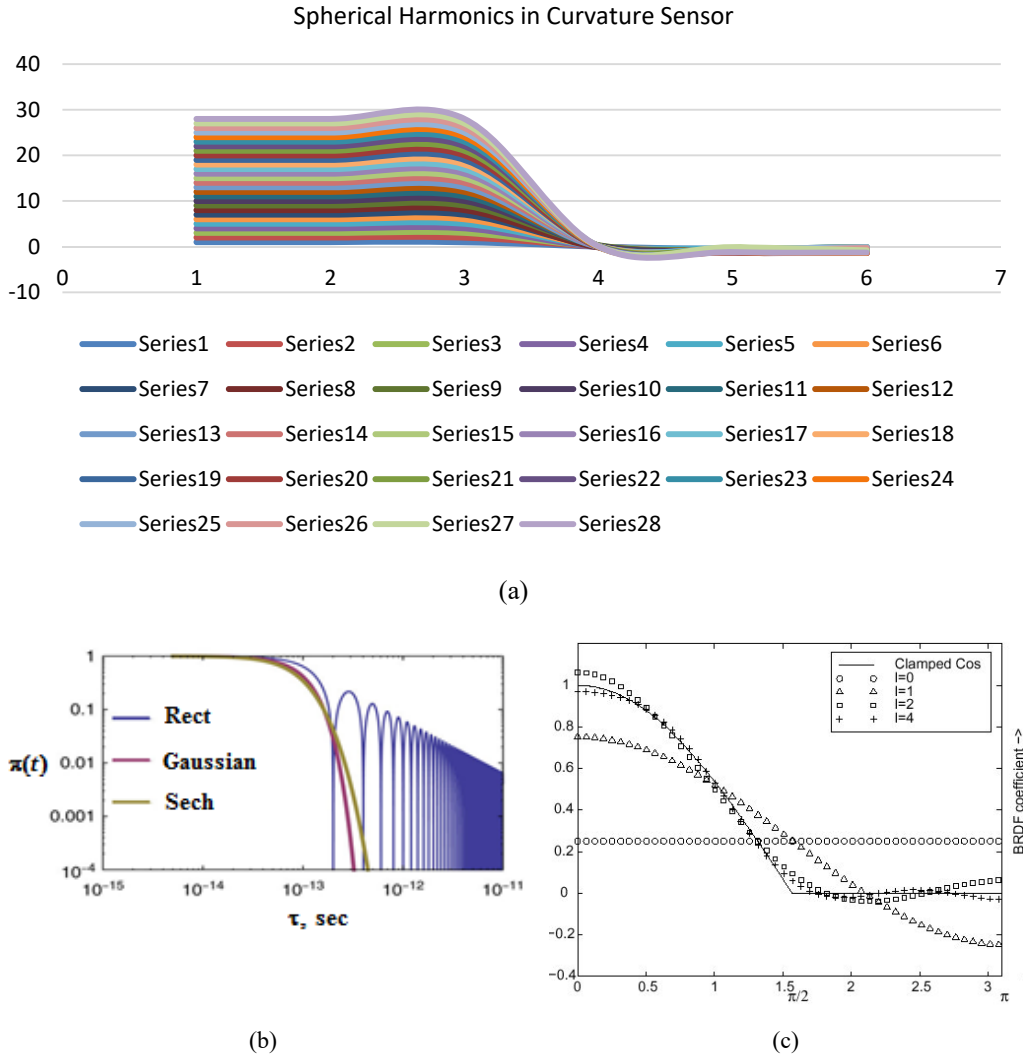 Spherical Harmonics in Curvature Sensor
40
30
20
10
0
-10
0 1 2 3 4 5 6 7
Series1 Series2 Series3 Series4 Series5 Series6
Series7 Series8 Series9 Series10 Series11 Series12
Series13 Series14 Series15 Series16 Series17 Series18
Series19 Series20 Series21 Series22 Series23 Series24
Series25 Series26 Series27 Series28
(a)
1
0.1
0.01
0.001
10⁻⁴
π(t)
Rect
Gaussian
Sech
10⁻¹⁵ 10⁻¹⁴ 10⁻¹³ 10⁻¹² 10⁻¹¹
τ, sec
(b)
Clamped Cos
l=0
l=1
l=2
l=4
1
0.8
0.6
0.4
0.2
0
−0.2
−0.4
BRDF coefficient −>
0 0.5 1 1.5 2 2.5 3
π/2 π
(c)